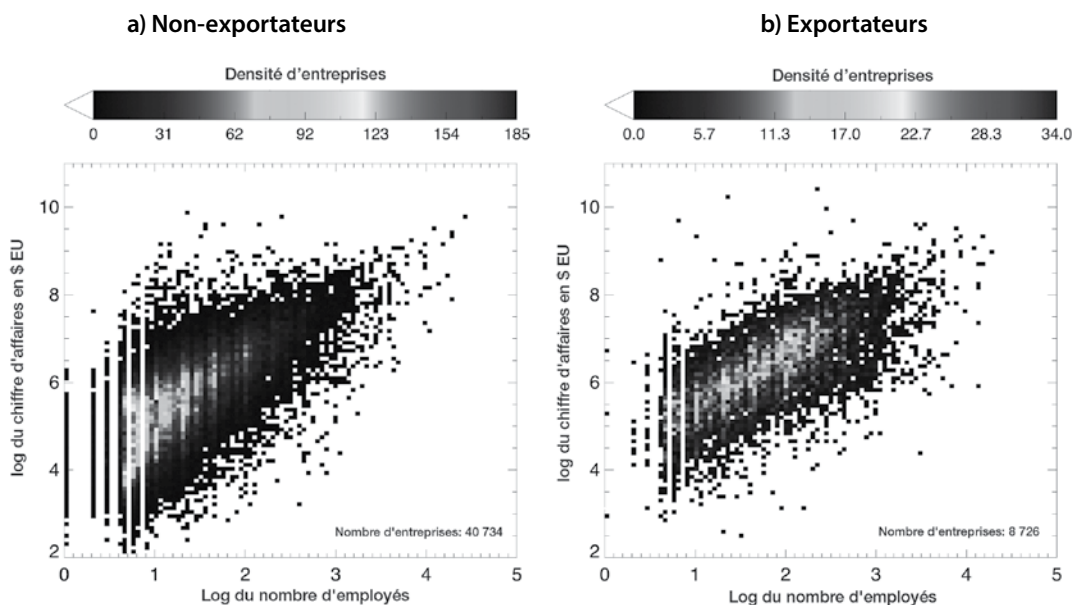 a) Non-exportateurs
Densité d'entreprises
0 31 62 92 123 154 185
log du chiffre d'affaires en $ EU
10
8
6
4
2
Nombre d'entreprises: 40 734
0 1 2 3 4 5
Log du nombre d'employés
b) Exportateurs
Densité d'entreprises
0.0 5.7 11.3 17.0 22.7 28.3 34.0
log du chiffre d'affaires en $ EU
10
8
6
4
2
Nombre d'entreprises: 8 726
0 1 2 3 4 5
Log du nombre d'employés